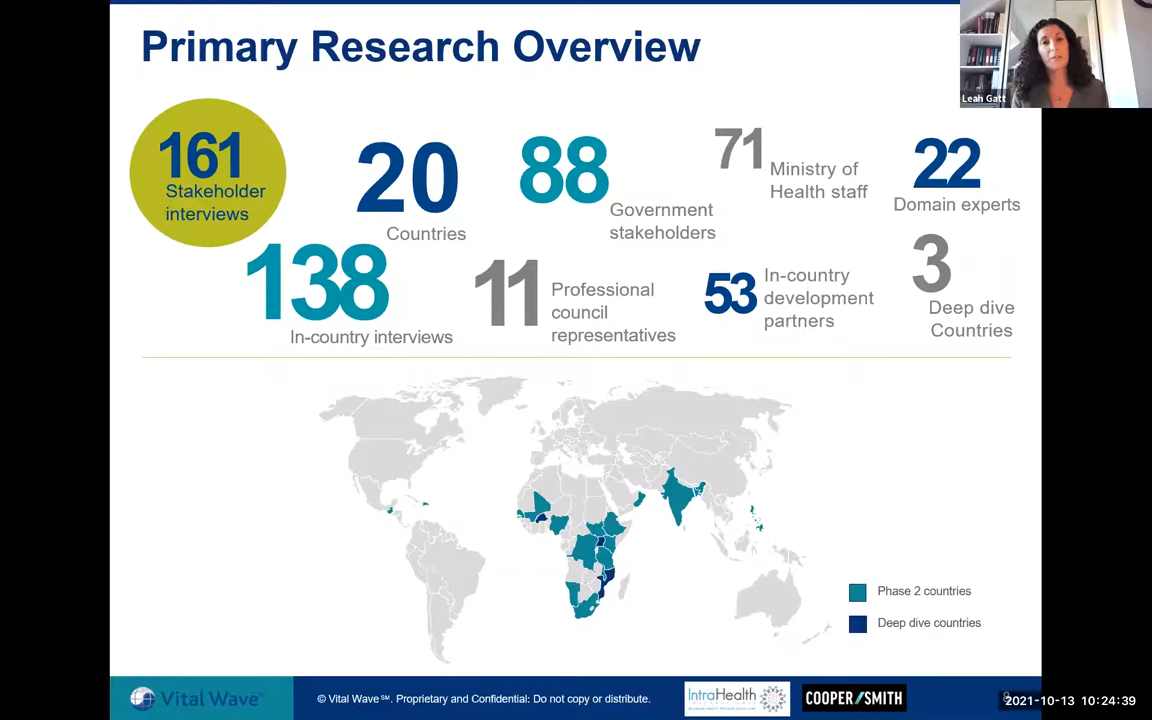 Primary Research Overview
Leah Gatt
161
Stakeholder
interviews
20
Countries
88
Government
stakeholders
71
Ministry of
Health staff
22
Domain experts
138
In-country interviews
11
Professional
council
representatives
53
In-country
development
partners
3
Deep dive
Countries
Phase 2 countries
Deep dive countries
Vital Wave
© Vital Wave℠. Proprietary and Confidential: Do not copy or distribute.
IntraHealth
COOPER/SMITH
2021-10-13 10:24:39